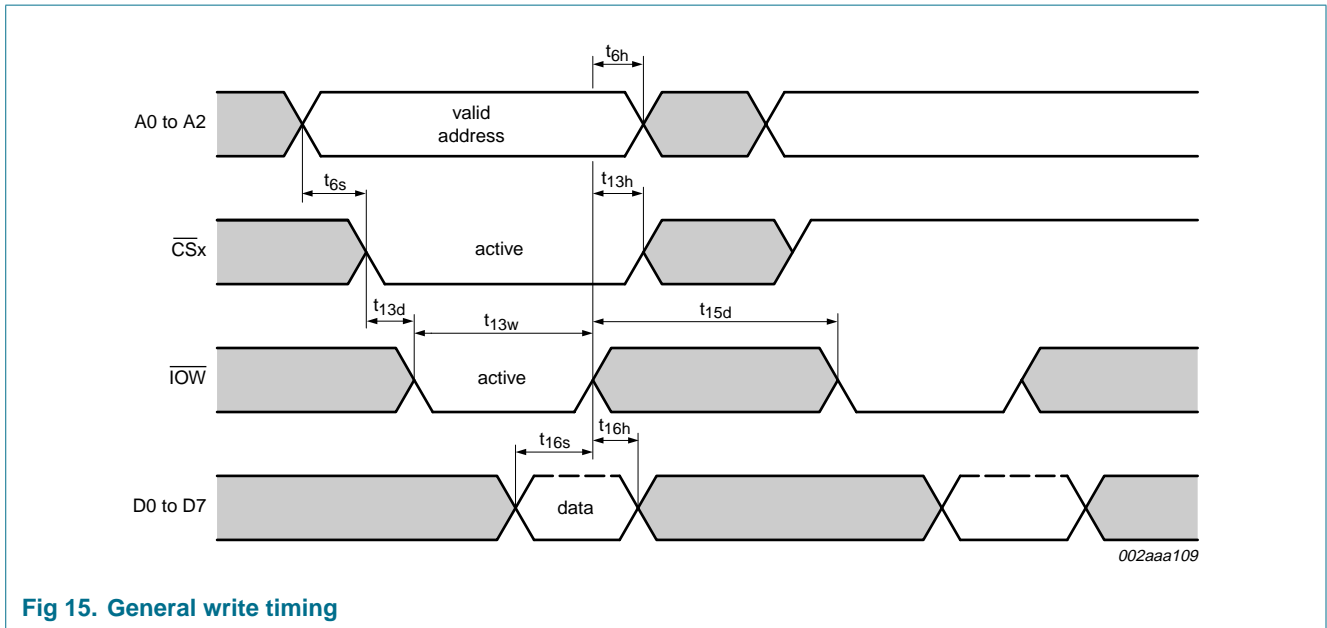 t6h
A0 to A2
valid
address
t6s
t13h
CSx
active
t13d
t13w
t15d
IOW
active
t16s
t16h
D0 to D7
data
002aaa109
Fig 15. General write timing